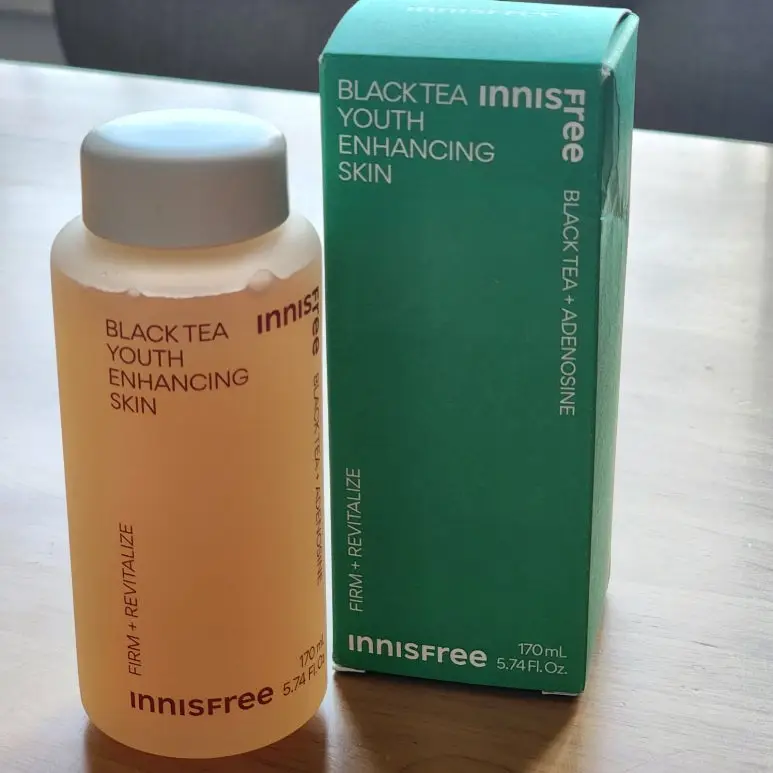 BLACK TEA
YOUTH
ENHANCING
SKIN
innisfree
BLACK TEA + ADENOSINE
FIRM + REVITALIZE
innisfree
170 mL
5.74 Fl. Oz.
innisfree
BLACK TEA
YOUTH
ENHANCING
SKIN
innisfree
BLACK TEA + ADENOSINE
FIRM + REVITALIZE
innisfree
170 mL
5.74 Fl. Oz.